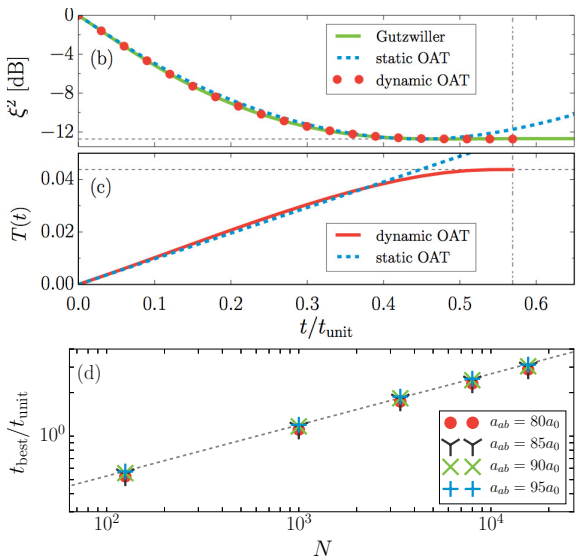 0
−4
−8
−12
ξ² [dB]
(b)
Gutzwiller
static OAT
dynamic OAT
0.04
0.02
0.00
T(t)
(c)
dynamic OAT
static OAT
0.0 0.1 0.2 0.3 0.4 0.5 0.6
t/t_unit
(d)
10⁰
t_best/t_unit
a_ab = 80a₀
a_ab = 85a₀
a_ab = 90a₀
a_ab = 95a₀
10² 10³ 10⁴
N